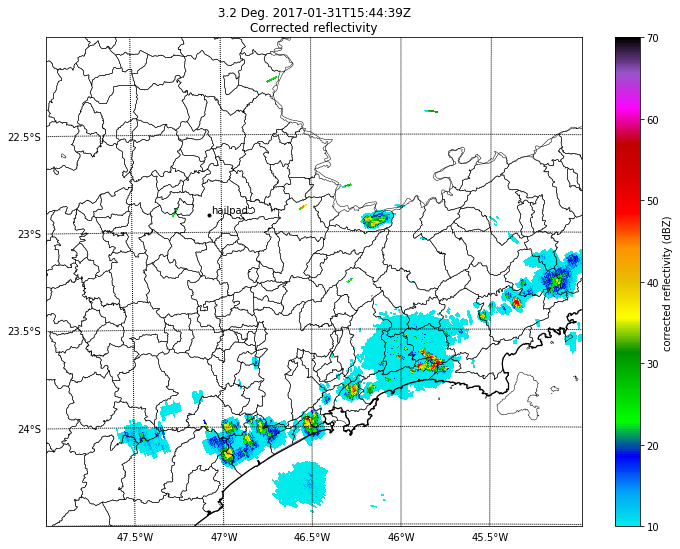 3.2 Deg. 2017-01-31T15:44:39Z
Corrected reflectivity
70
60
50
40
30
20
10
corrected reflectivity (dBZ)
22.5°S
hailpad
23°S
23.5°S
24°S
47.5°W
47°W
46.5°W
46°W
45.5°W